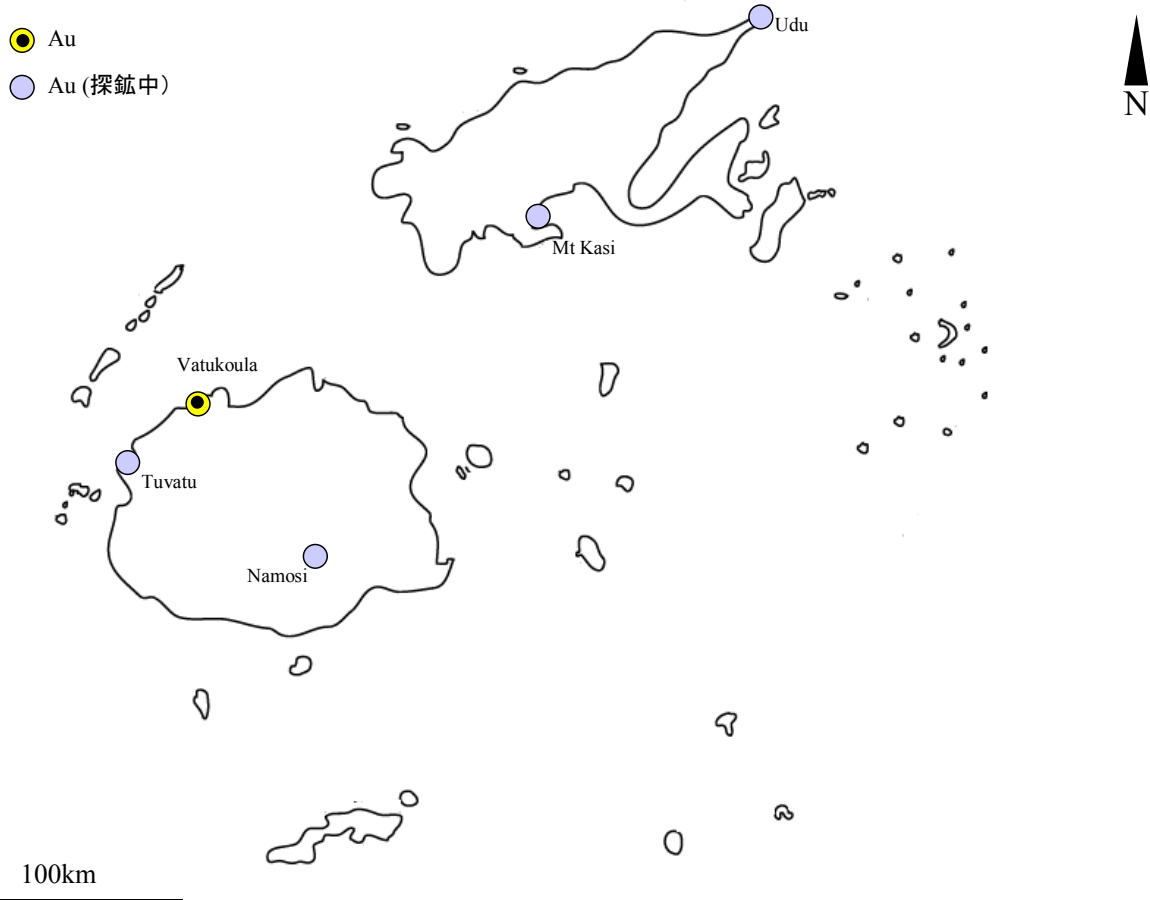 Au
Au (探鉱中）
Udu
N
Mt Kasi
Vatukoula
Tuvatu
Namosi
100km